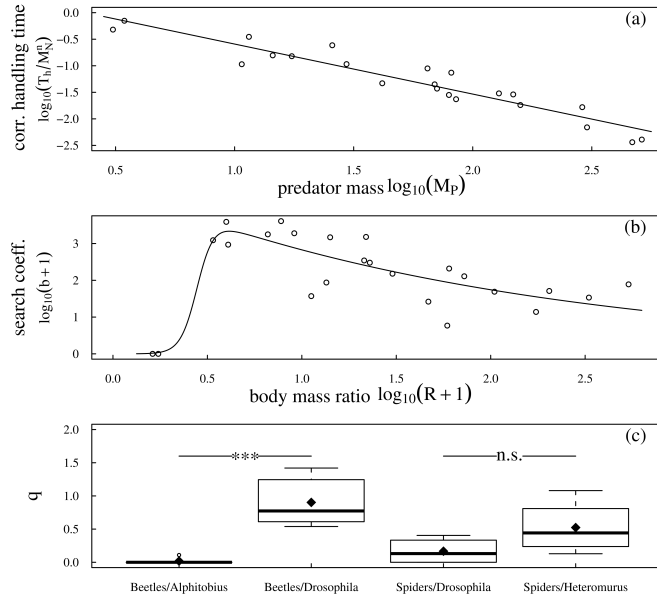 (a)
corr. handling time
log10(Th/M_N^n)
0.0
−0.5
−1.0
−1.5
−2.0
−2.5
0.5
1.0
1.5
2.0
2.5
predator mass log10(MP)
(b)
search coeff.
log10(b+1)
3
2
1
0
0.0
0.5
1.0
1.5
2.0
2.5
body mass ratio log10(R+1)
(c)
q
2.0
1.5
1.0
0.5
0.0
***
n.s.
Beetles/Alphitobius
Beetles/Drosophila
Spiders/Drosophila
Spiders/Heteromurus